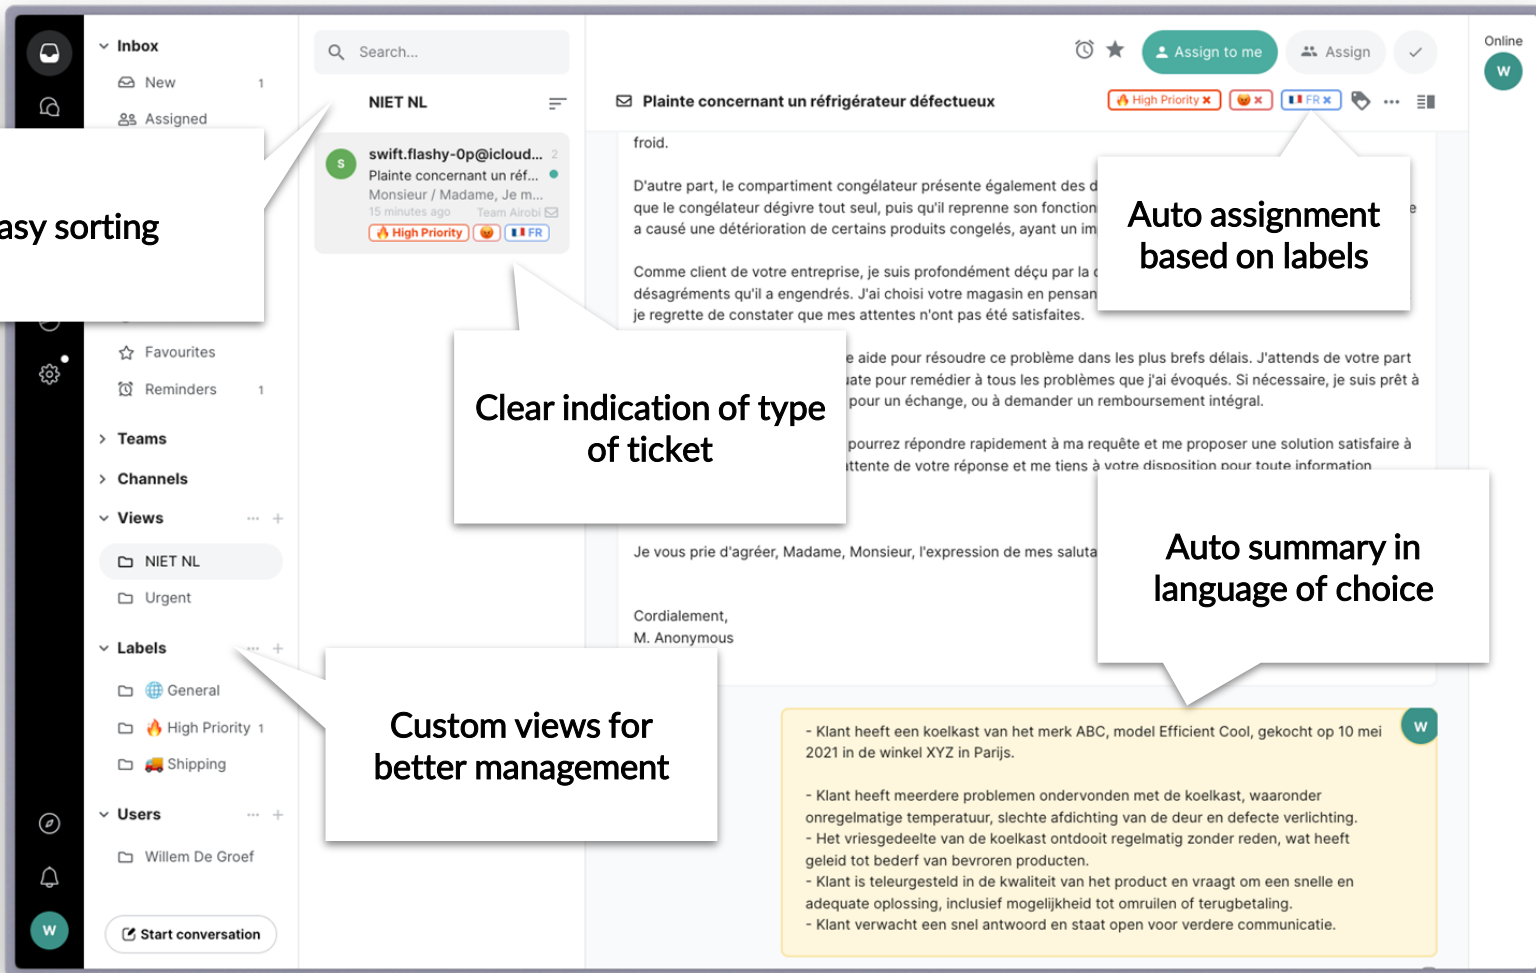 Inbox
New 1
Assigned
Favourites
Reminders 1
Teams
Channels
Views
NIET NL
Urgent
Labels
General
High Priority 1
Shipping
Users
Willem De Groef
Start conversation
W
Search...
NIET NL
S
swift.flashy-0p@icloud... 2
Plainte concernant un réf...
Monsieur / Madame, Je m...
15 minutes ago Team Airobi
High Priority FR
Assign to me
Assign
Online
W
Plainte concernant un réfrigérateur défectueux
High Priority FR
froid.
D'autre part, le compartiment congélateur présente également des d
que le congélateur dégivre tout seul, puis qu'il reprenne son fonction e
a causé une détérioration de certains produits congelés, ayant un im
Comme client de votre entreprise, je suis profondément déçu par la
désagréments qu'il a engendrés. J'ai choisi votre magasin en pensan
je regrette de constater que mes attentes n'ont pas été satisfaites.
e aide pour résoudre ce problème dans les plus brefs délais. J'attends de votre part
uate pour remédier à tous les problèmes que j'ai évoqués. Si nécessaire, je suis prêt à
pour un échange, ou à demander un remboursement intégral.
pourrez répondre rapidement à ma requête et me proposer une solution satisfaire à
ttente de votre réponse et me tiens à votre disposition pour toute information
Je vous prie d'agréer, Madame, Monsieur, l'expression de mes saluta
Cordialement,
M. Anonymous
W
- Klant heeft een koelkast van het merk ABC, model Efficient Cool, gekocht op 10 mei
2021 in de winkel XYZ in Parijs.
- Klant heeft meerdere problemen ondervonden met de koelkast, waaronder
onregelmatige temperatuur, slechte afdichting van de deur en defecte verlichting.
- Het vriesgedeelte van de koelkast ontdooit regelmatig zonder reden, wat heeft
geleid tot bederf van bevroren producten.
- Klant is teleurgesteld in de kwaliteit van het product en vraagt om een snelle en
adequate oplossing, inclusief mogelijkheid tot omruilen of terugbetaling.
- Klant verwacht een snel antwoord en staat open voor verdere communicatie.
asy sorting
Clear indication of type
of ticket
Auto assignment
based on labels
Auto summary in
language of choice
Custom views for
better management